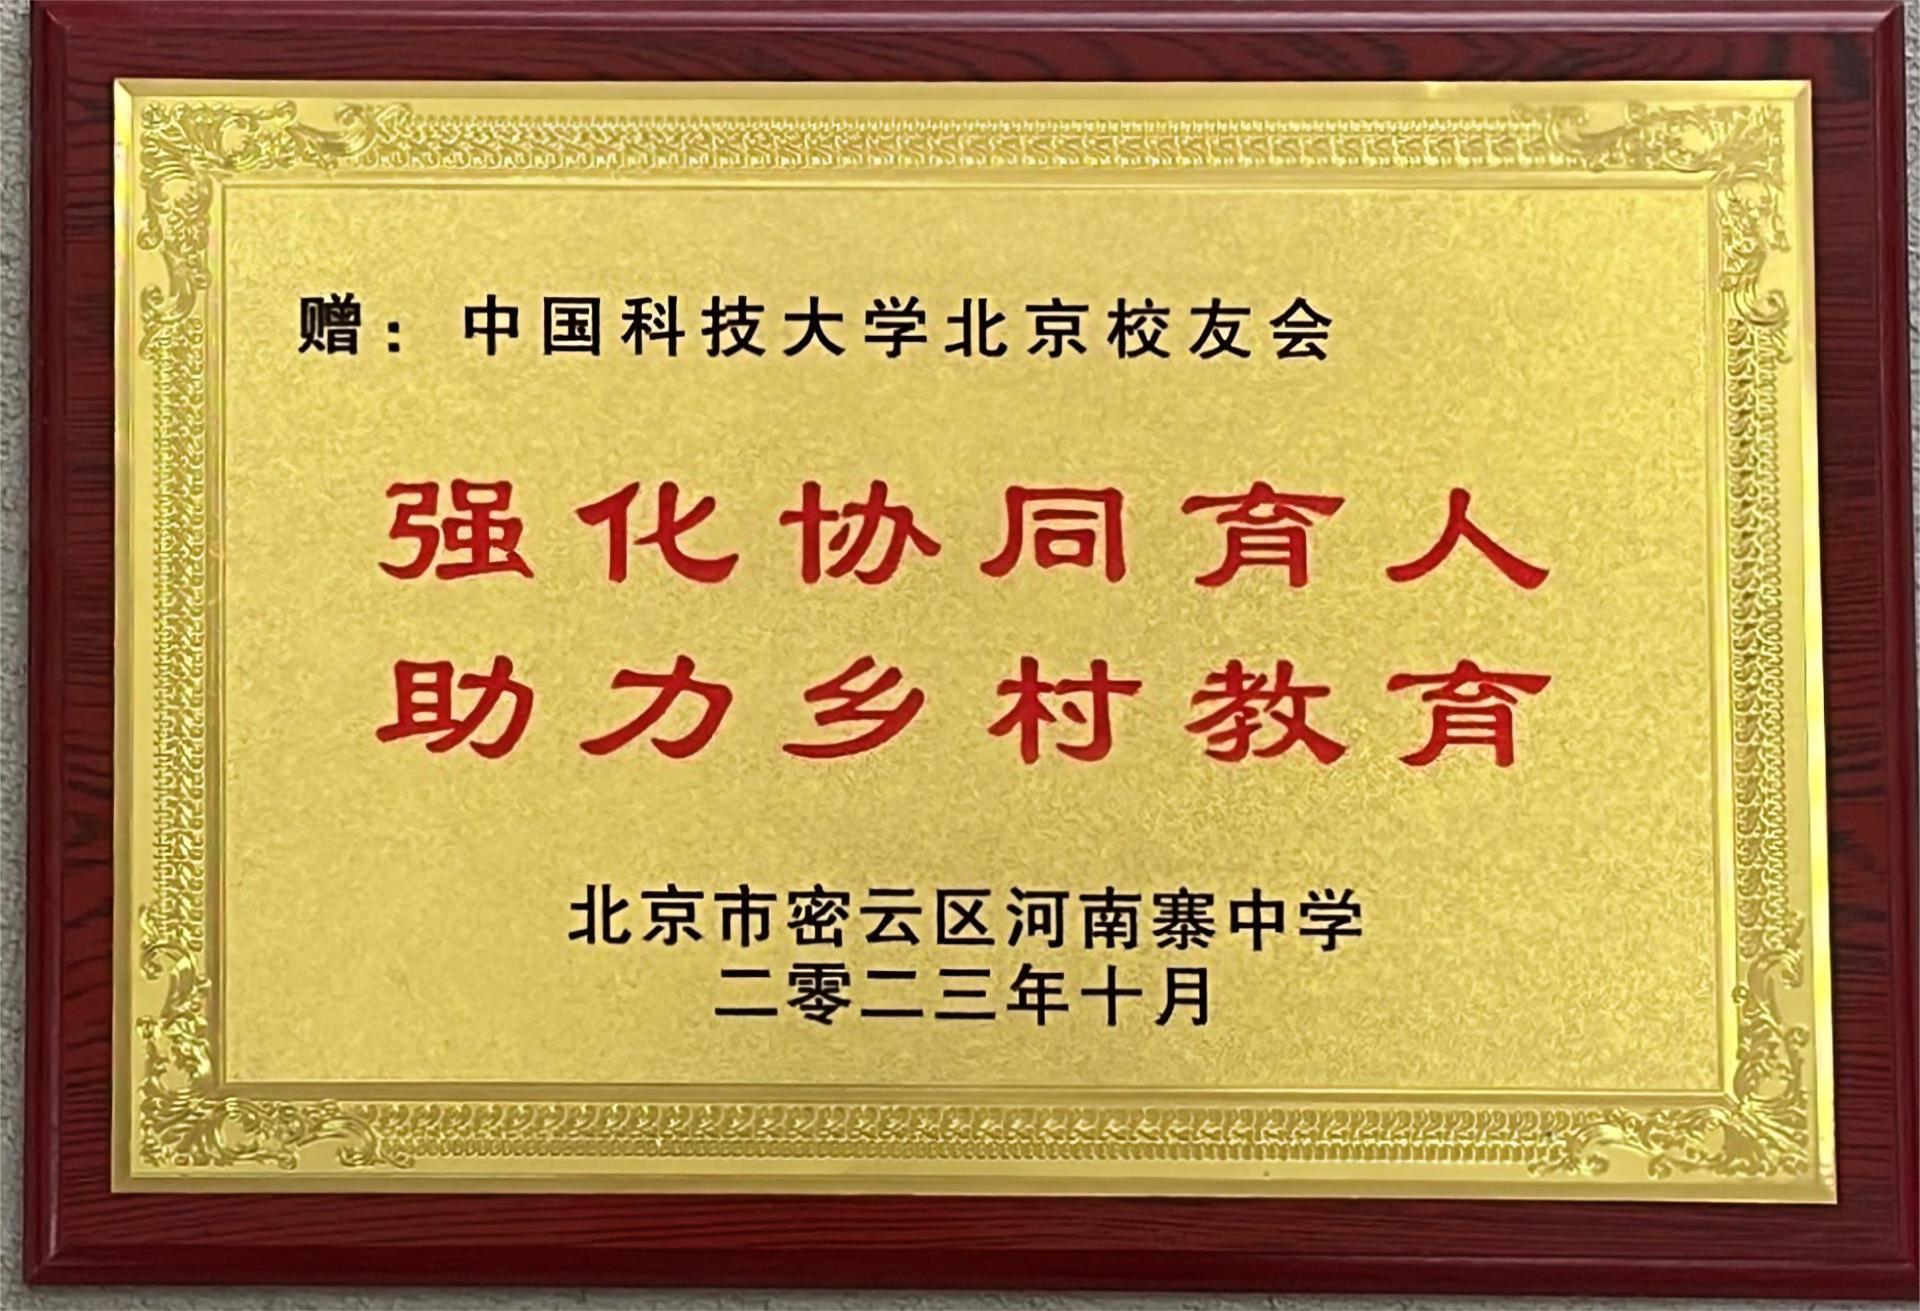 赠：中国科技大学北京校友会
强化协同育人
助力乡村教育
北京市密云区河南寨中学
二零二三年十月